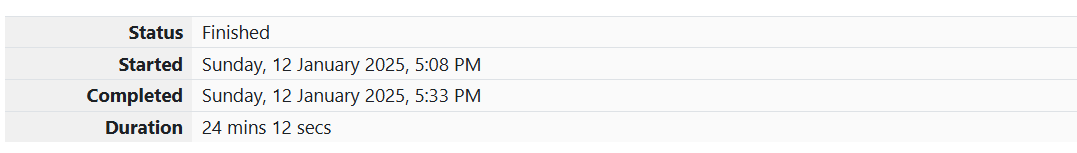 Status Finished
Started Sunday, 12 January 2025, 5:08 PM
Completed Sunday, 12 January 2025, 5:33 PM
Duration 24 mins 12 secs